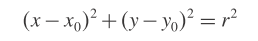 (x − x₀)² + (y − y₀)² = r²